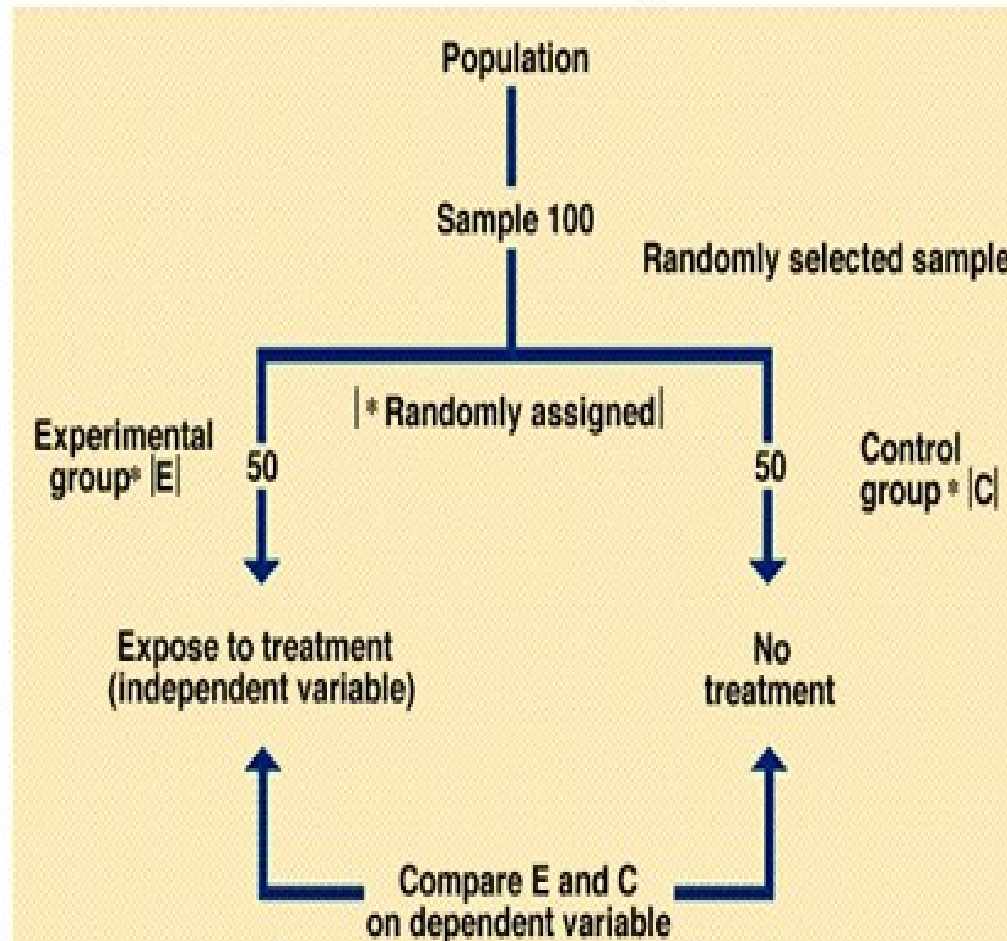 Population
Sample 100
Randomly selected sample
|* Randomly assigned|
Experimental
group* |E|
50
50
Control
group * |C|
Expose to treatment
(independent variable)
No
treatment
Compare E and C
on dependent variable